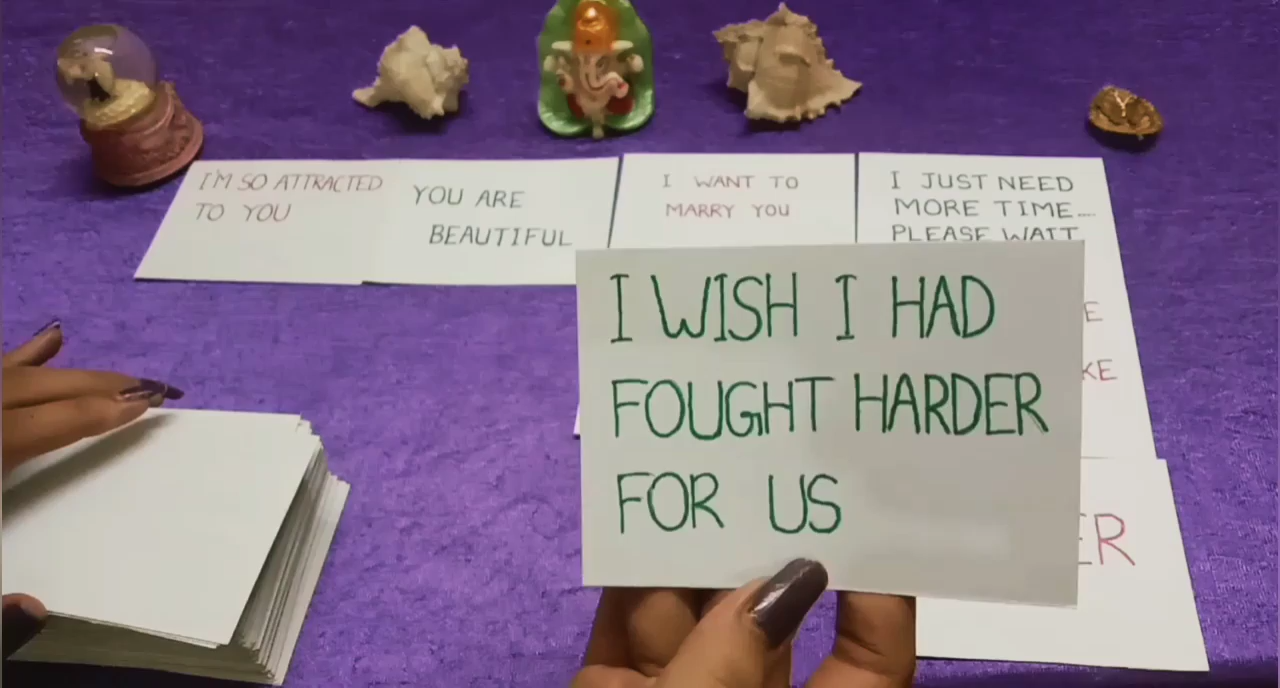 I'M SO ATTRACTED
TO YOU
YOU ARE
BEAUTIFUL
I WANT TO
MARRY YOU
I JUST NEED
MORE TIME....
PLEASE WAIT
I WISH I HAD
FOUGHT HARDER
FOR US